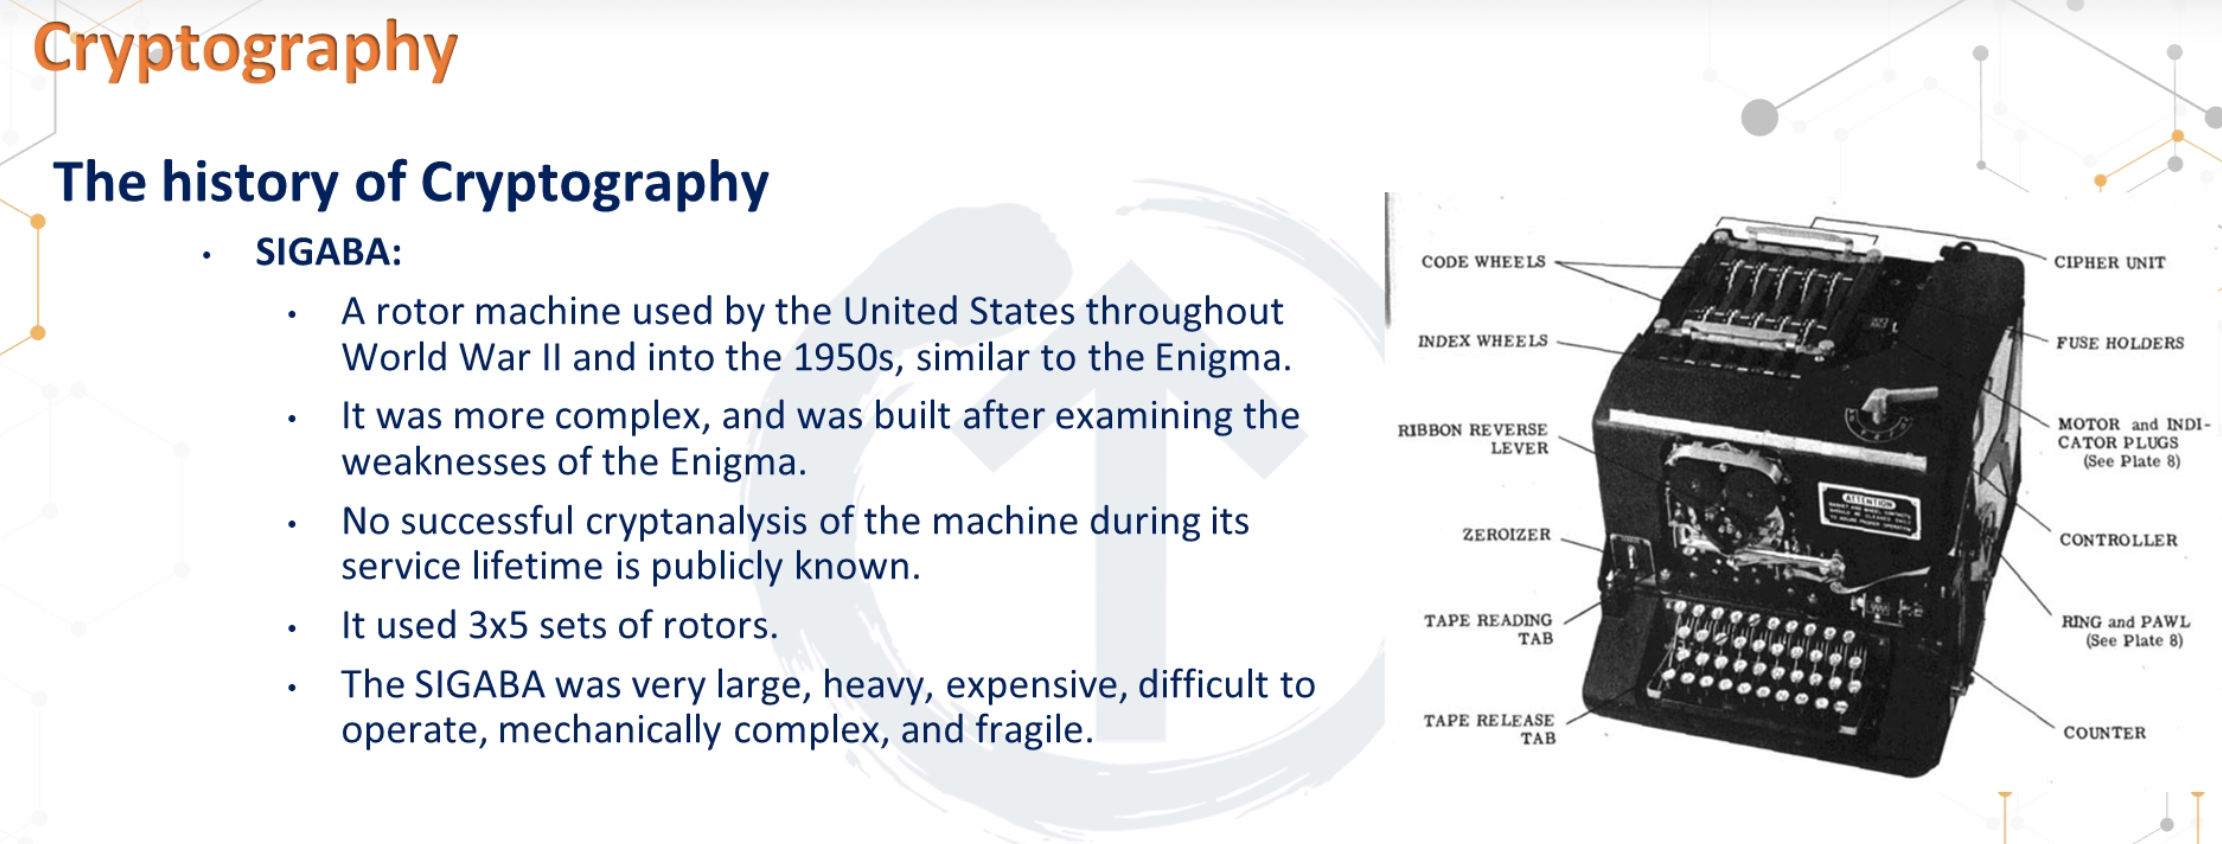 Cryptography
The history of Cryptography
• SIGABA:
• A rotor machine used by the United States throughout
World War II and into the 1950s, similar to the Enigma.
• It was more complex, and was built after examining the
weaknesses of the Enigma.
• No successful cryptanalysis of the machine during its
service lifetime is publicly known.
• It used 3x5 sets of rotors.
• The SIGABA was very large, heavy, expensive, difficult to
operate, mechanically complex, and fragile.
CODE WHEELS
INDEX WHEELS
RIBBON REVERSE
LEVER
ZEROIZER
TAPE READING
TAB
TAPE RELEASE
TAB
CIPHER UNIT
FUSE HOLDERS
MOTOR and INDI-
CATOR PLUGS
(See Plate 8)
CONTROLLER
RING and PAWL
(See Plate 8)
COUNTER
ATTENTION